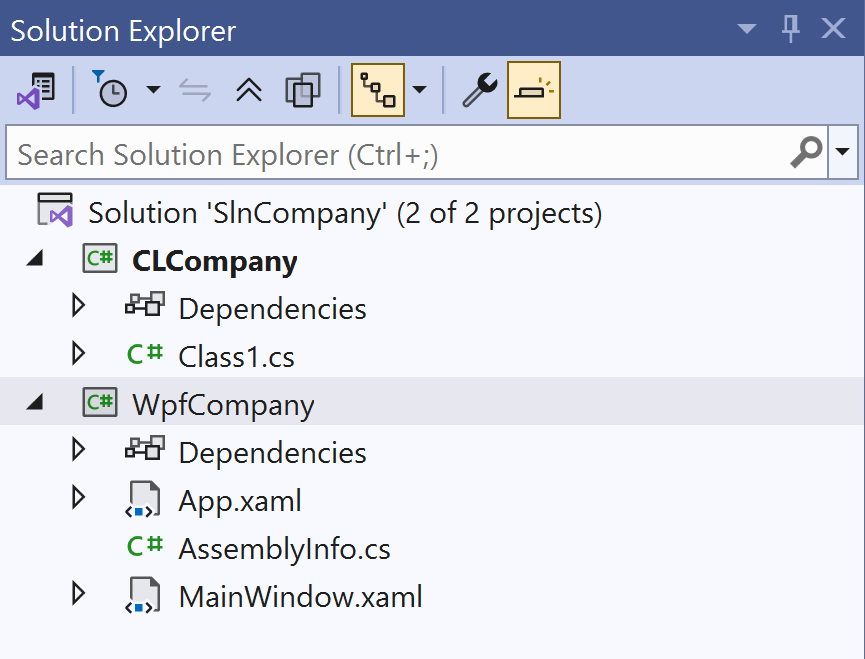 Solution Explorer
Search Solution Explorer (Ctrl+;)
Solution 'SlnCompany' (2 of 2 projects)
C# CLCompany
Dependencies
C# Class1.cs
C# WpfCompany
Dependencies
App.xaml
C# AssemblyInfo.cs
MainWindow.xaml